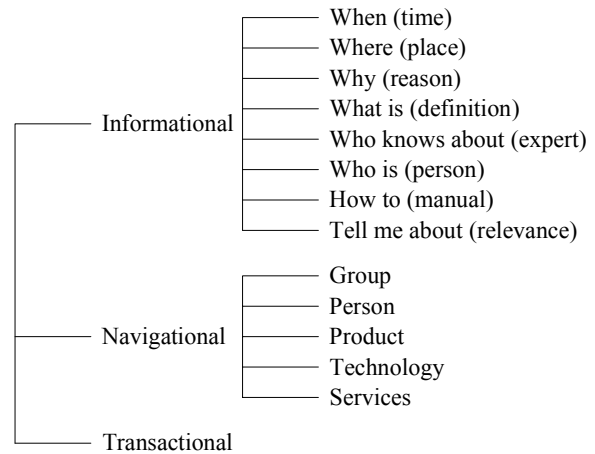 Informational
When (time)
Where (place)
Why (reason)
What is (definition)
Who knows about (expert)
Who is (person)
How to (manual)
Tell me about (relevance)
Navigational
Group
Person
Product
Technology
Services
Transactional